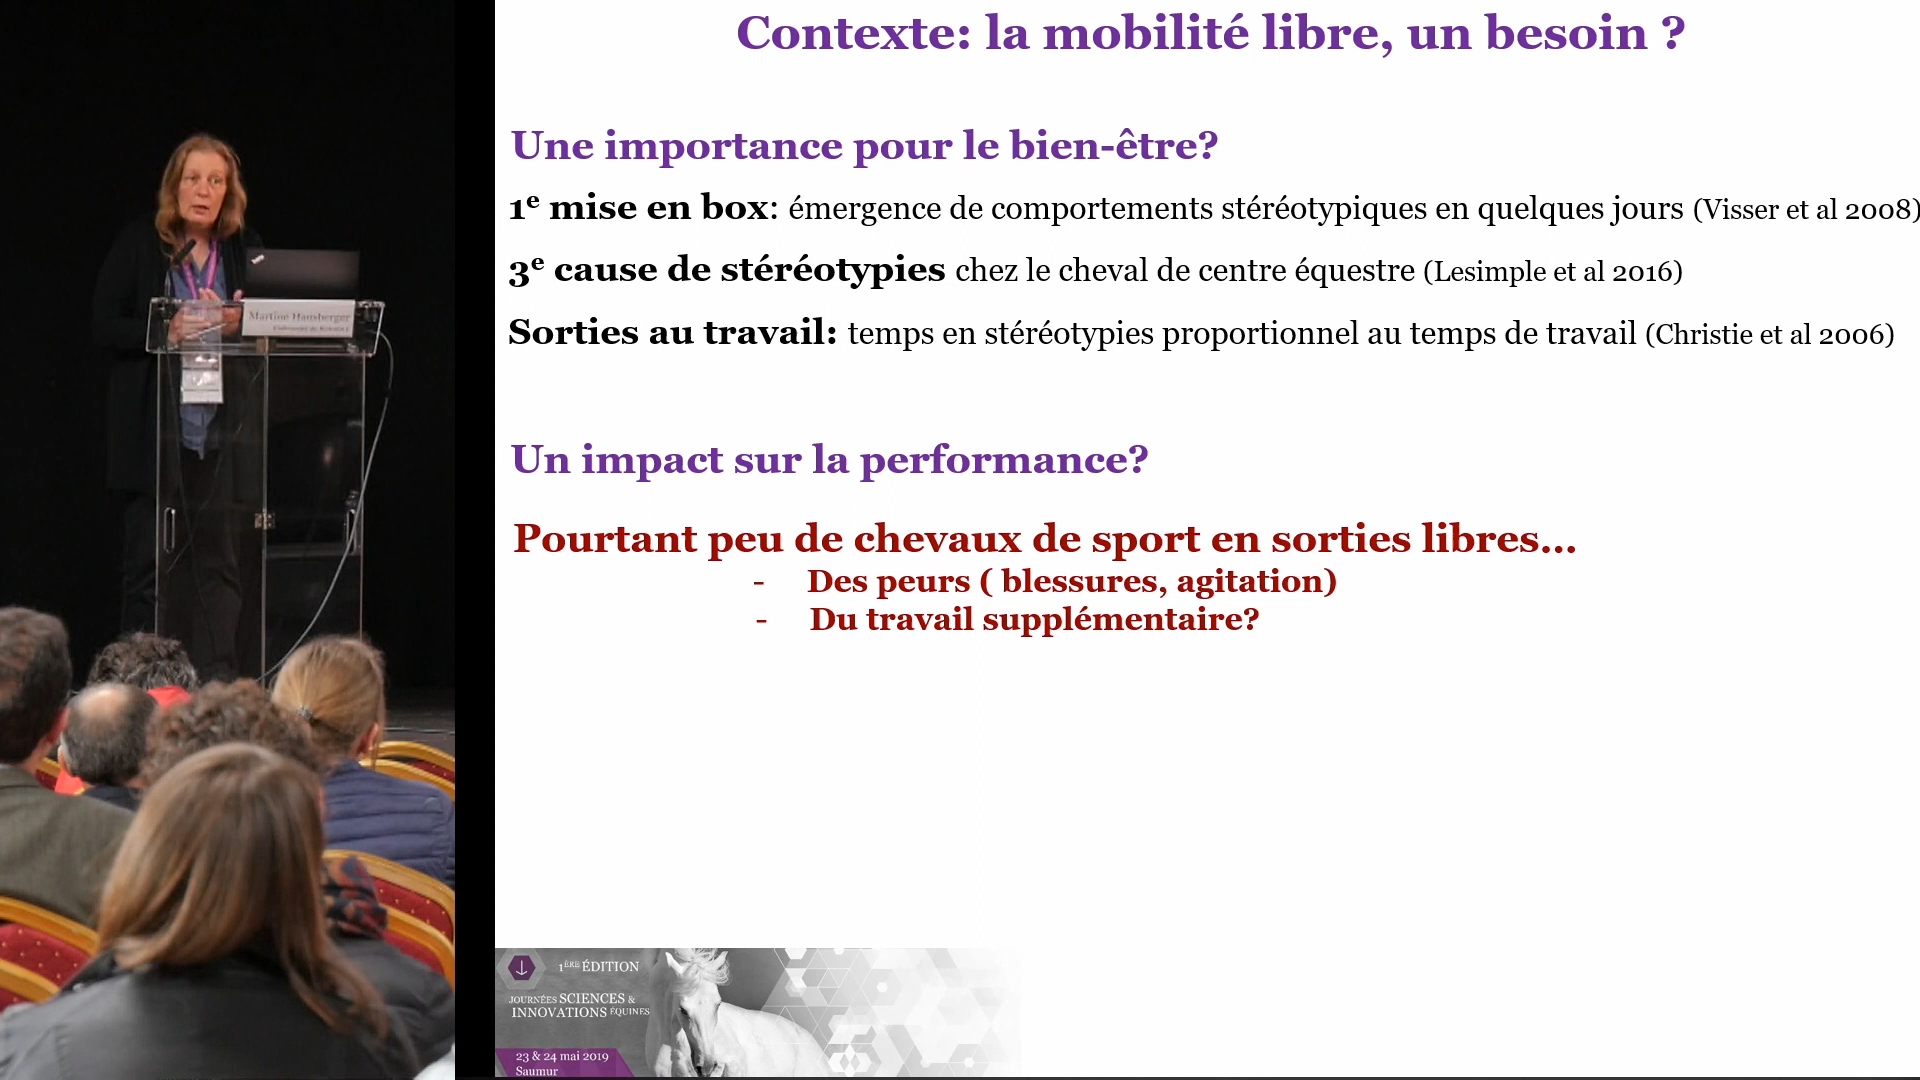 Contexte: la mobilité libre, un besoin ?
Une importance pour le bien-être?
1e mise en box: émergence de comportements stéréotypiques en quelques jours (Visser et al 2008)
3e cause de stéréotypies chez le cheval de centre équestre (Lesimple et al 2016)
Sorties au travail: temps en stéréotypies proportionnel au temps de travail (Christie et al 2006)
Un impact sur la performance?
Pourtant peu de chevaux de sport en sorties libres...
- Des peurs ( blessures, agitation)
- Du travail supplémentaire?
Martine Hausberger
1ÈRE ÉDITION
JOURNÉES SCIENCES &
INNOVATIONS ÉQUINES
23 & 24 mai 2019
Saumur